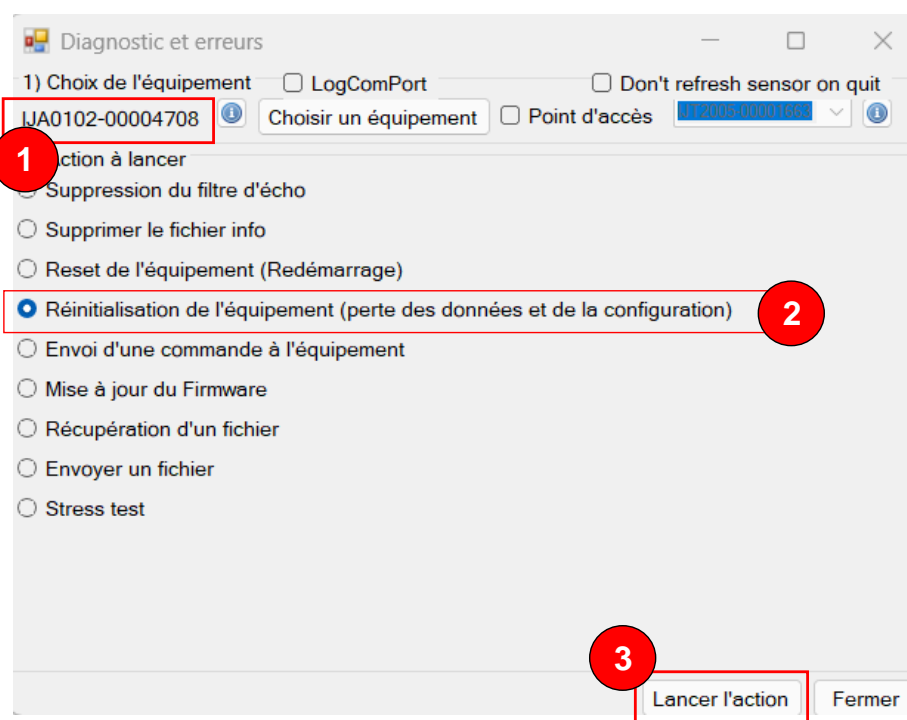 Diagnostic et erreurs
1) Choix de l'équipement LogComPort Don't refresh sensor on quit
IJA0102-00004708 Choisir un équipement Point d'accès IJT2005-00001663
1 Action à lancer
Suppression du filtre d'écho
Supprimer le fichier info
Reset de l'équipement (Redémarrage)
Réinitialisation de l'équipement (perte des données et de la configuration) 2
Envoi d'une commande à l'équipement
Mise à jour du Firmware
Récupération d'un fichier
Envoyer un fichier
Stress test
3
Lancer l'action Fermer